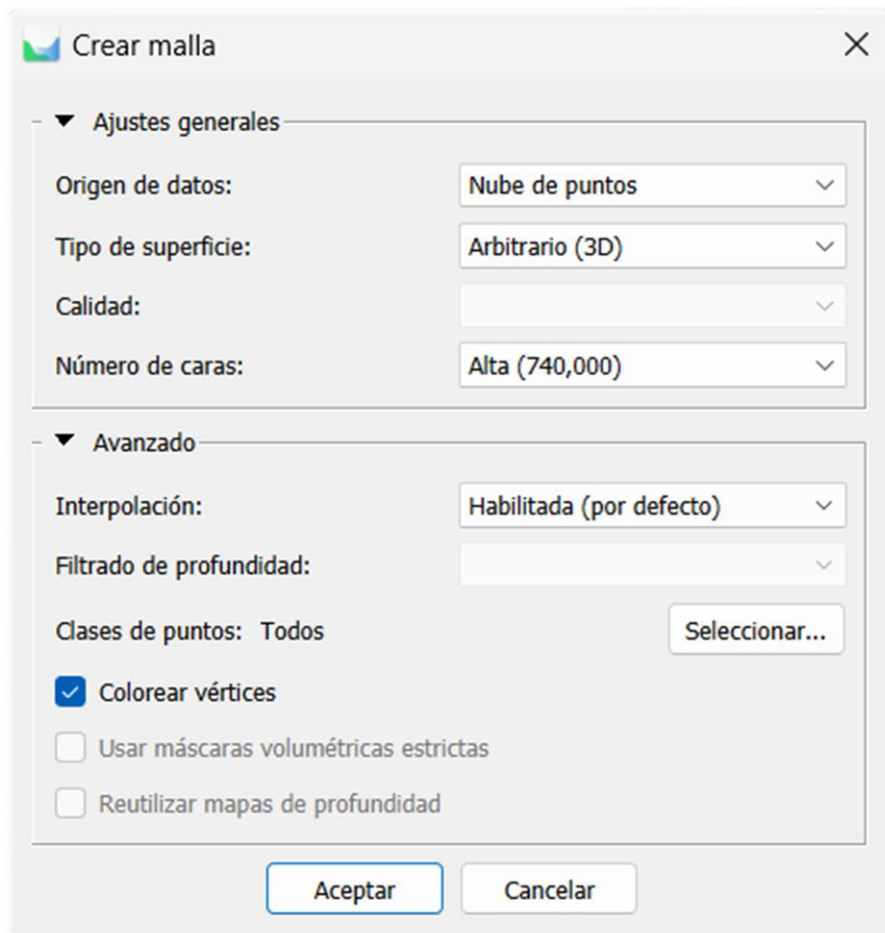 Crear malla
Ajustes generales
Origen de datos: Nube de puntos
Tipo de superficie: Arbitrario (3D)
Calidad:
Número de caras: Alta (740,000)
Avanzado
Interpolación: Habilitada (por defecto)
Filtrado de profundidad:
Clases de puntos: Todos Seleccionar...
Colorear vértices
Usar máscaras volumétricas estrictas
Reutilizar mapas de profundidad
Aceptar Cancelar